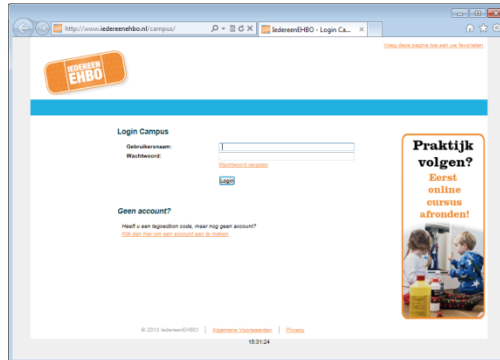 http://www.iedereenehbo.nl/campus/
IedereenEHBO - Login Ca...
Voeg deze pagina toe aan uw favorieten
IEDEREEN
EHBO
Login Campus
Gebruikersnaam:
Wachtwoord:
Wachtwoord vergeten
Login
Geen account?
Heeft u een tegoedbon code, maar nog geen account?
Klik dan hier om een account aan te maken
Praktijk
volgen?
Eerst
online
cursus
afronden!
© 2013 IedereenEHBO | Algemene Voorwaarden | Privacy
15:31:24